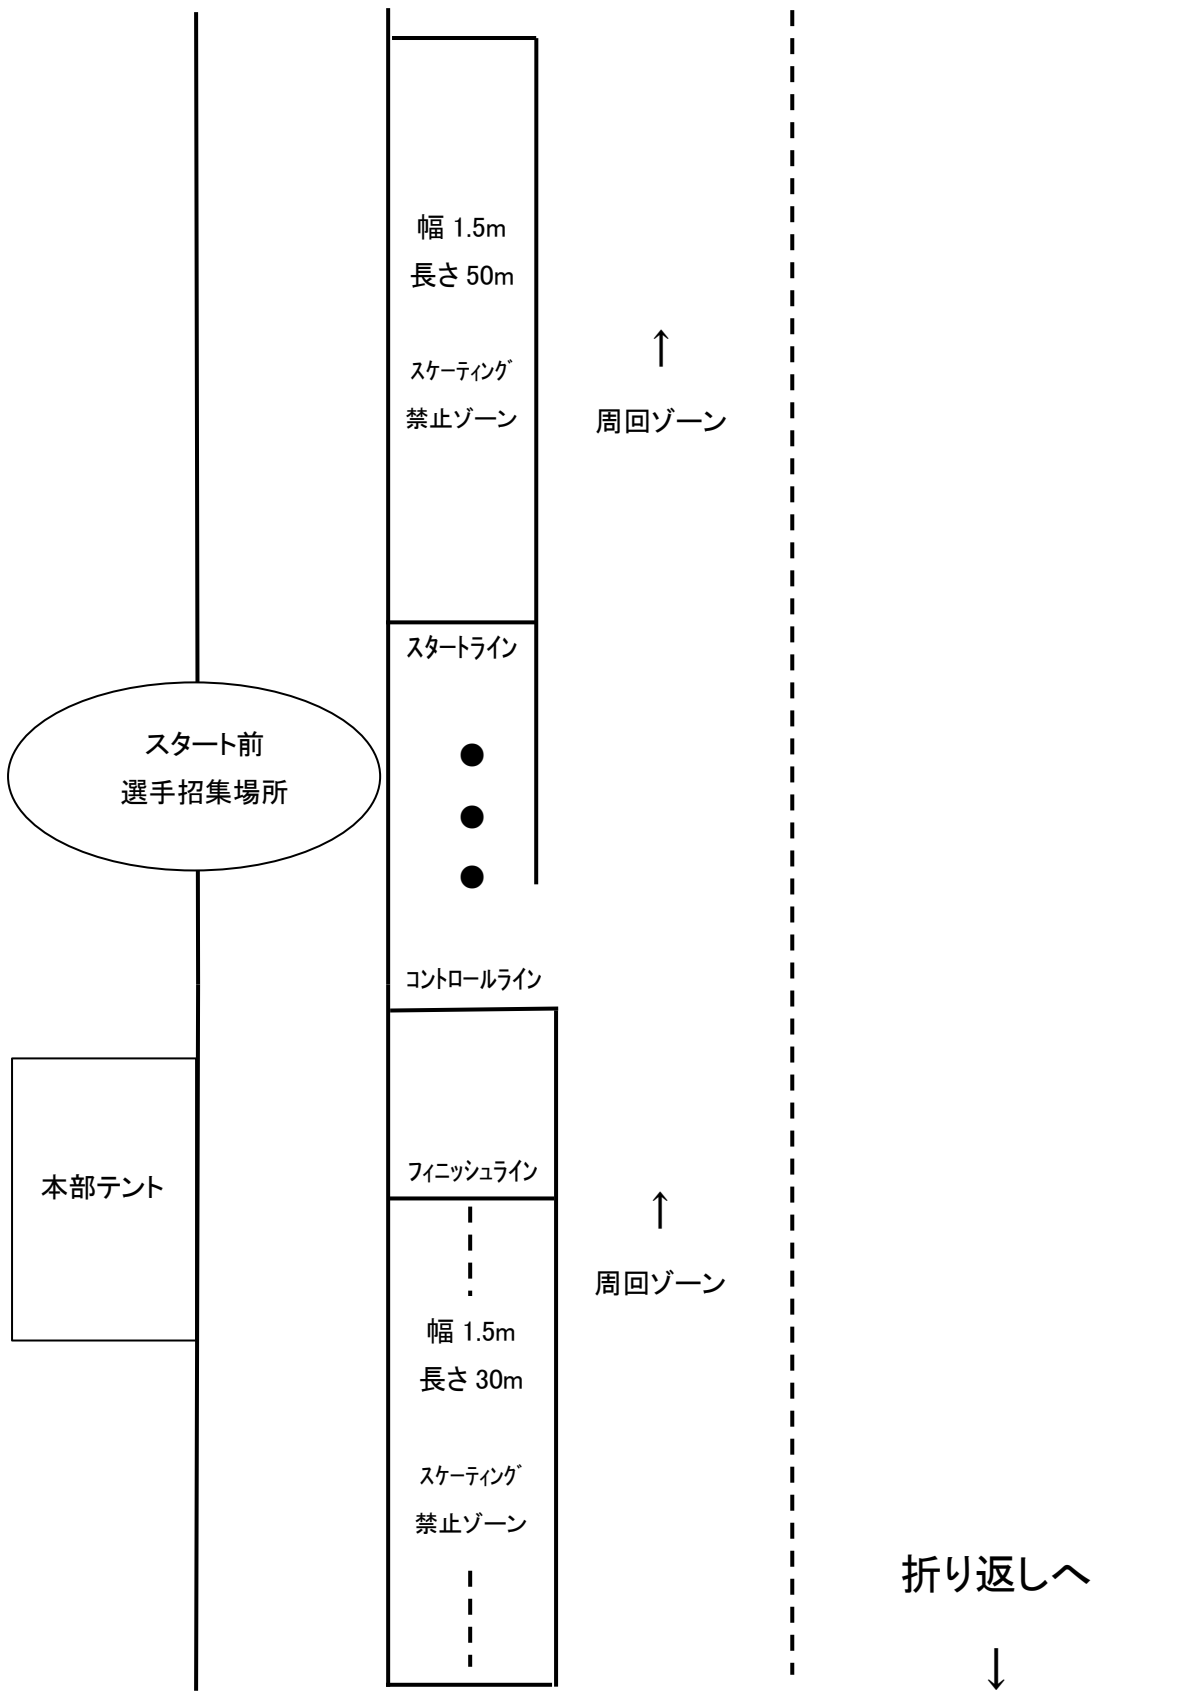 幅 1.5m
長さ 50m
ｽｹｰﾃｨﾝｸﾞ
禁止ゾーン
↑
周回ゾーン
ｽﾀｰﾄﾗｲﾝ
スタート前
選手招集場所
●
●
●
ｺﾝﾄﾛｰﾙﾗｲﾝ
ﾌｨﾆｯｼｭﾗｲﾝ
本部テント
↑
周回ゾーン
幅 1.5m
長さ 30m
ｽｹｰﾃｨﾝｸﾞ
禁止ゾーン
折り返しへ
↓